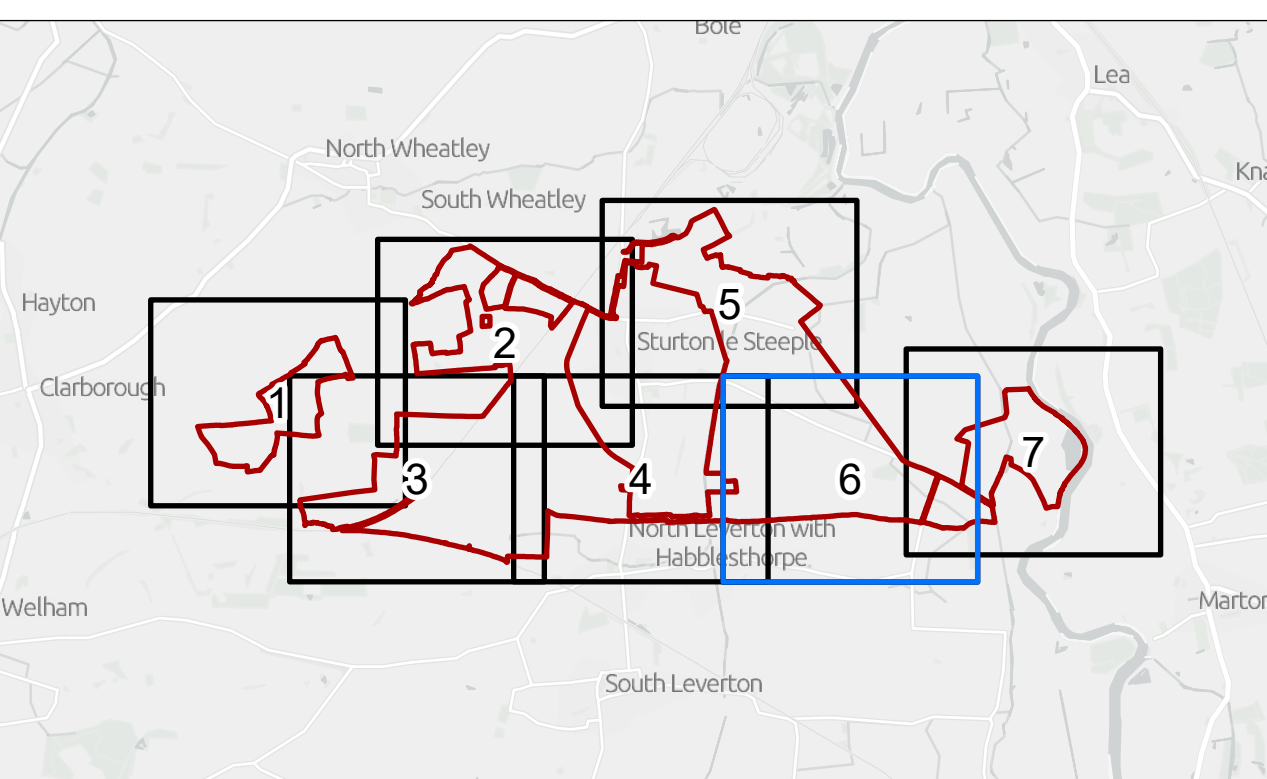 Bole
Lea
North Wheatley
Kna
South Wheatley
Hayton
5
2
Sturton le Steeple
Clarborough
1
7
3
4
6
North Leverton with
Habblesthorpe
Welham
Marton
South Leverton